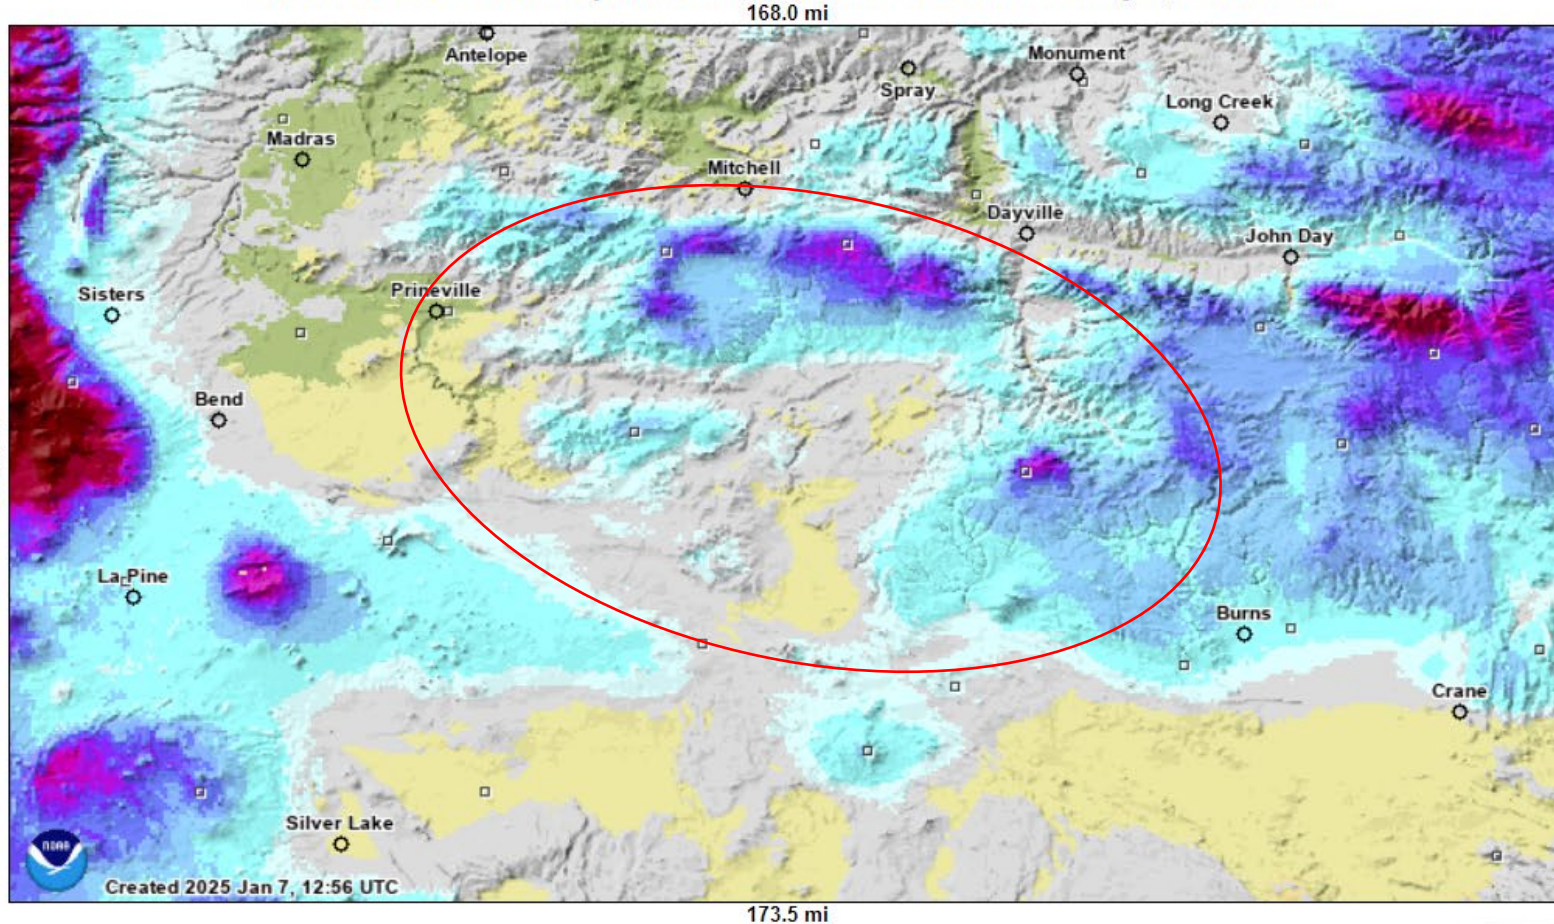 168.0 mi
Antelope
Monument
Spray
Long Creek
Madras
Mitchell
Dayville
John Day
Sisters
Prineville
Bend
La Pine
Burns
Crane
Silver Lake
NOAA
Created 2025 Jan 7, 12:56 UTC
173.5 mi